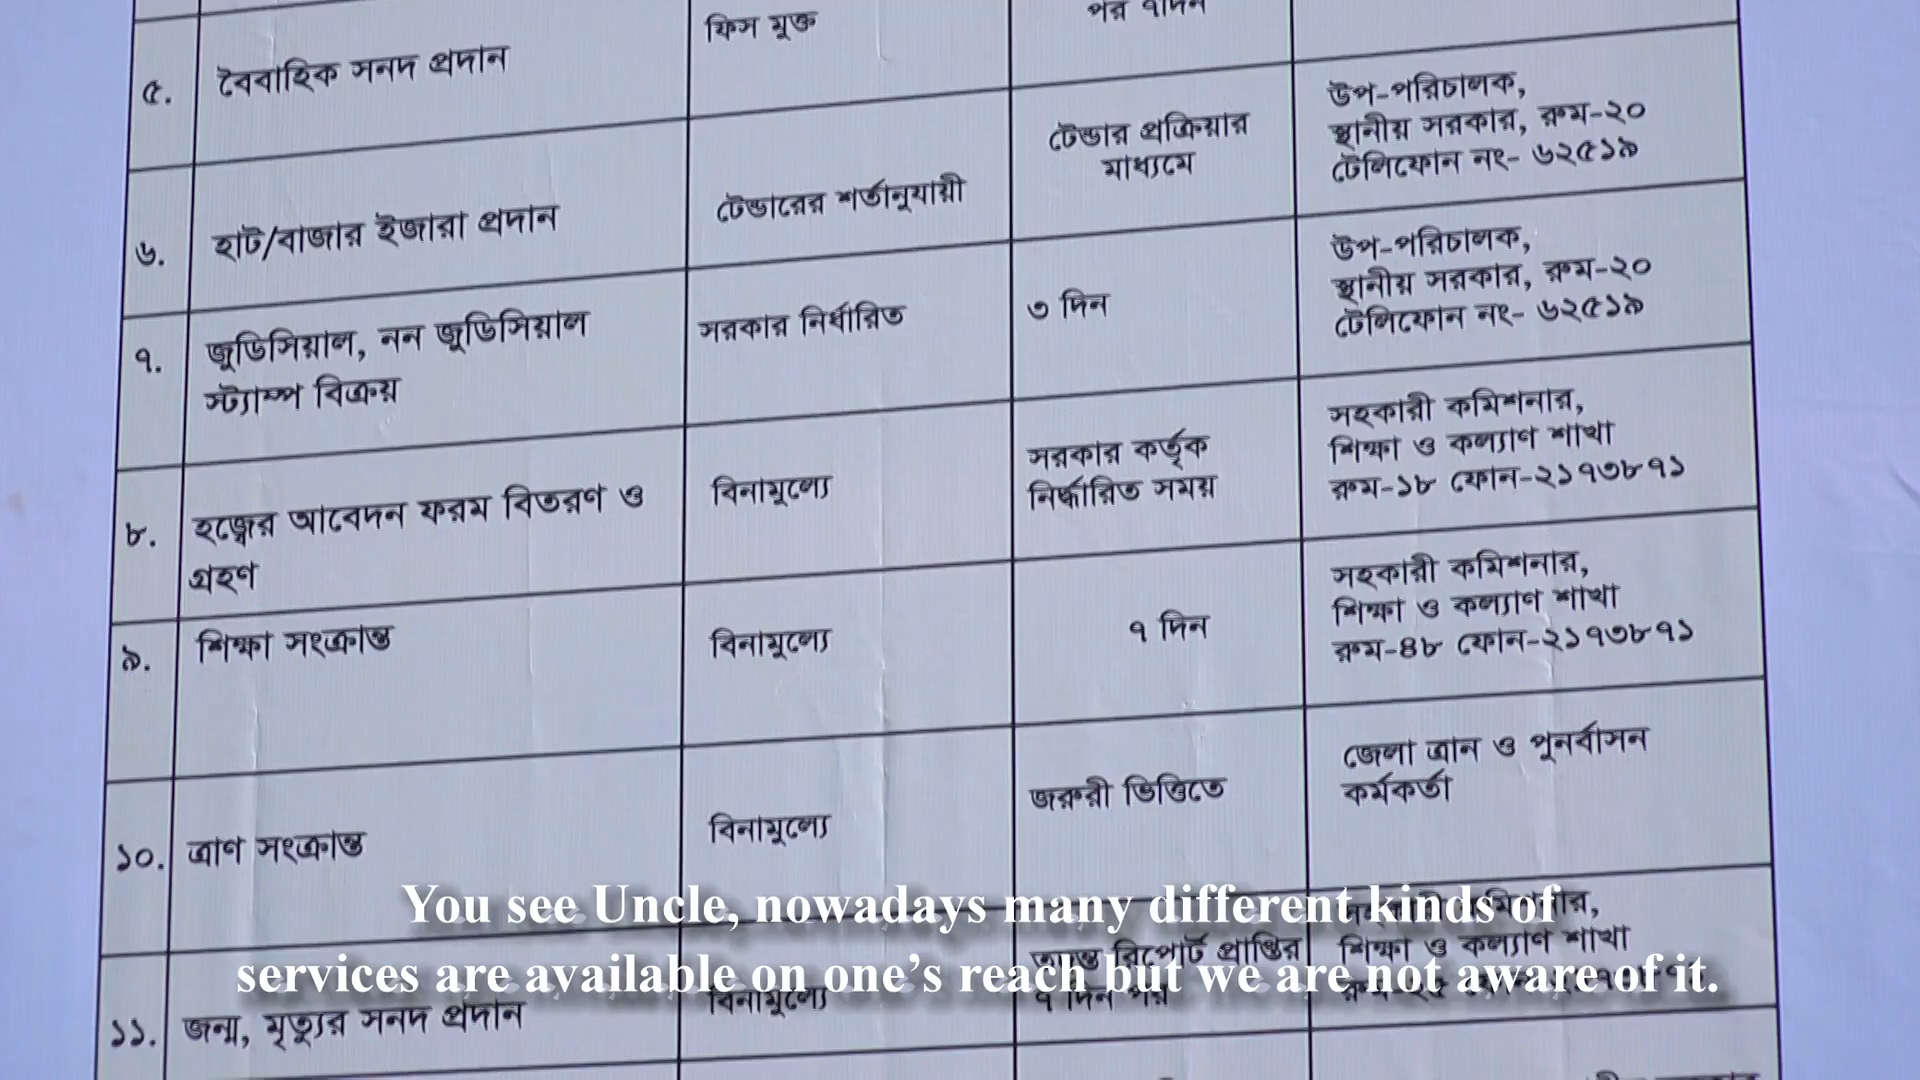 ফিস মুক্ত
পর ৭দিন
৫.
বৈবাহিক সনদ প্রদান
৬.
হাট/বাজার ইজারা প্রদান
টেন্ডারের শর্তানুযায়ী
টেন্ডার প্রক্রিয়ার
মাধ্যমে
উপ-পরিচালক,
স্থানীয় সরকার, রুম-২০
টেলিফোন নং- ৬২৫১৯
৭.
জুডিসিয়াল, নন জুডিসিয়াল
স্ট্যাম্প বিক্রয়
সরকার নির্ধারিত
৩ দিন
উপ-পরিচালক,
স্থানীয় সরকার, রুম-২০
টেলিফোন নং- ৬২৫১৯
৮.
হজ্বের আবেদন ফরম বিতরণ ও
গ্রহণ
বিনামূল্যে
সরকার কর্তৃক
নির্দ্ধারিত সময়
সহকারী কমিশনার,
শিক্ষা ও কল্যাণ শাখা
রুম-১৮ ফোন-২১৭৩৮৭১
৯.
শিক্ষা সংক্রান্ত
বিনামূল্যে
৭ দিন
সহকারী কমিশনার,
শিক্ষা ও কল্যাণ শাখা
রুম-৪৮ ফোন-২১৭৩৮৭১
১০.
ত্রাণ সংক্রান্ত
বিনামূল্যে
জরুরী ভিত্তিতে
জেলা ত্রান ও পুনর্বাসন
কর্মকর্তা
১১.
জন্ম, মৃত্যুর সনদ প্রদান
বিনামূল্যে
রিপোর্ট প্রাপ্তির
৭ দিন পর
শিক্ষা ও কল্যাণ শাখা
You see Uncle, nowadays many different kinds of
services are available on one’s reach but we are not aware of it.